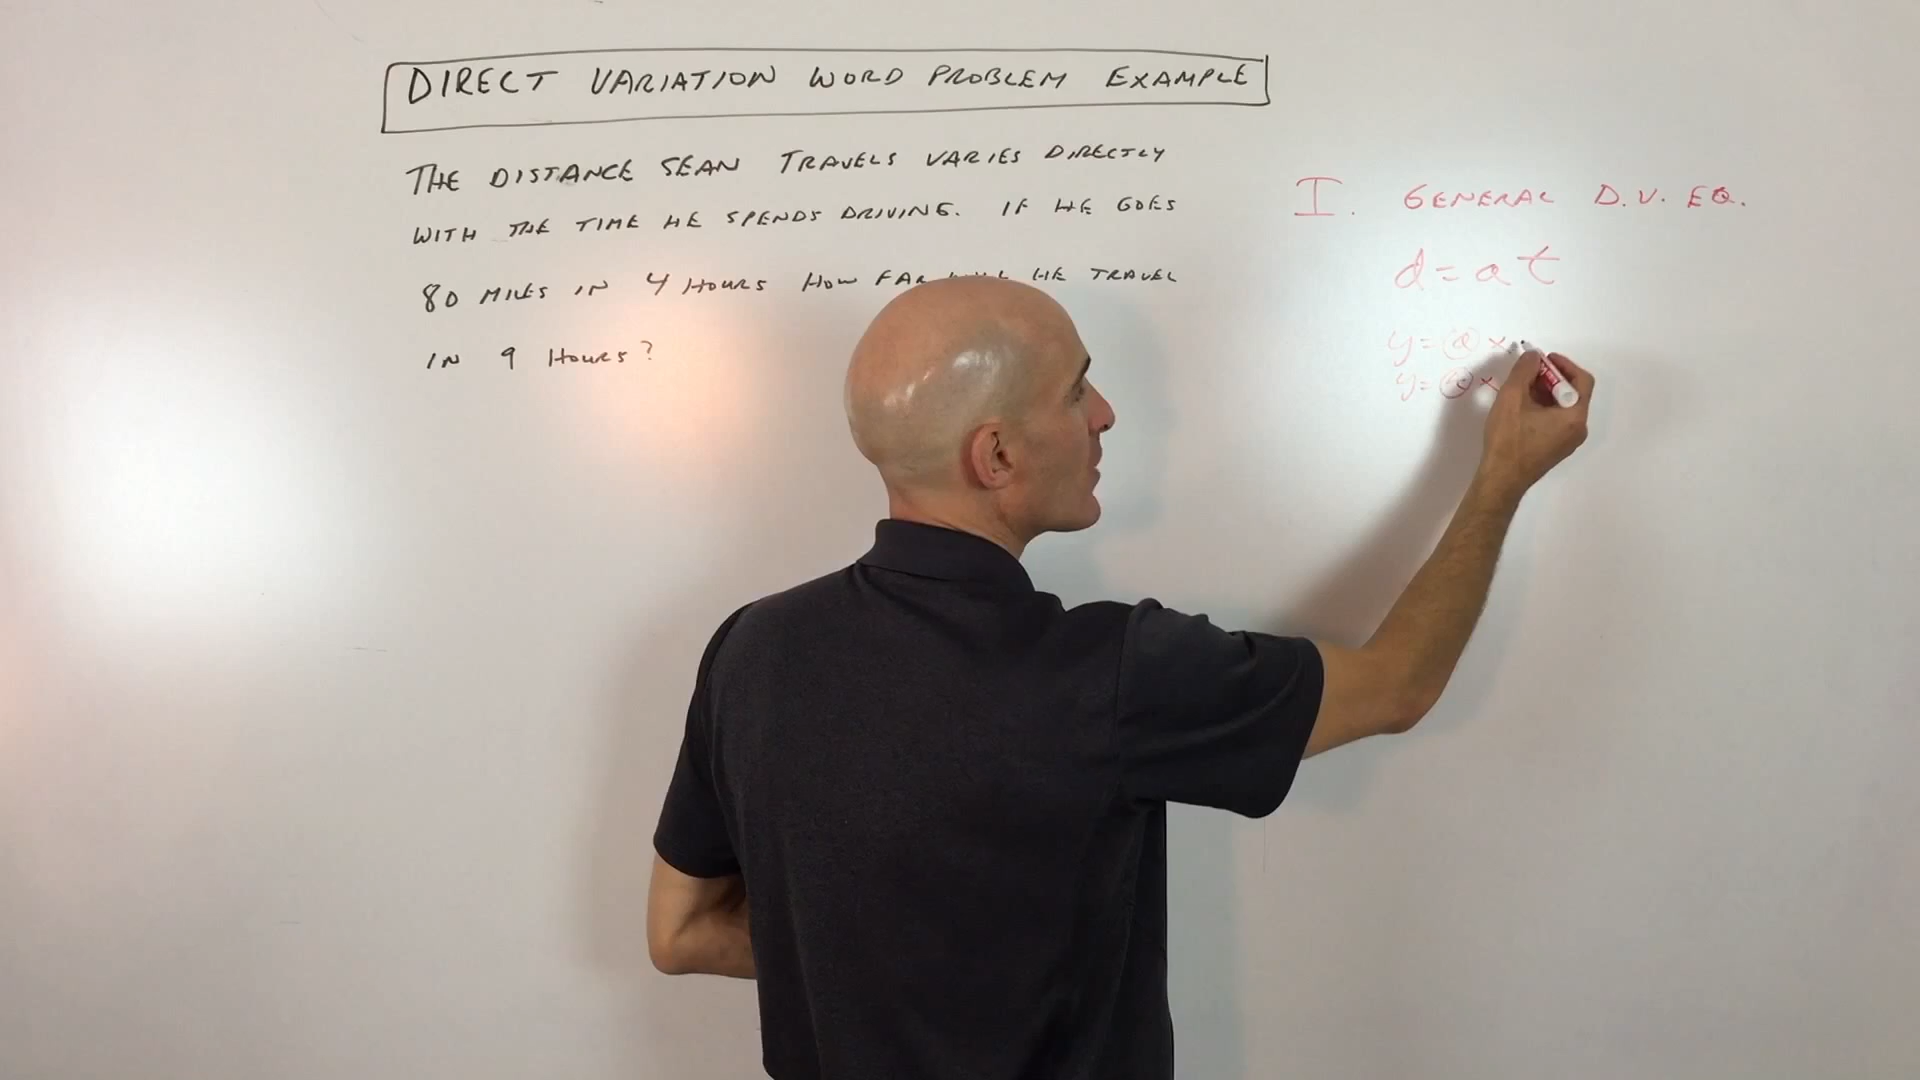 DIRECT VARIATION WORD PROBLEM EXAMPLE
THE DISTANCE SEAN TRAVELS VARIES DIRECTLY
WITH THE TIME HE SPENDS DRIVING. IF HE GOES
80 MILES IN 4 HOURS HOW FAR HE TRAVEL
IN 9 HOURS?
I. GENERAL D.V. EQ.
d = at
y = a x
y = k x